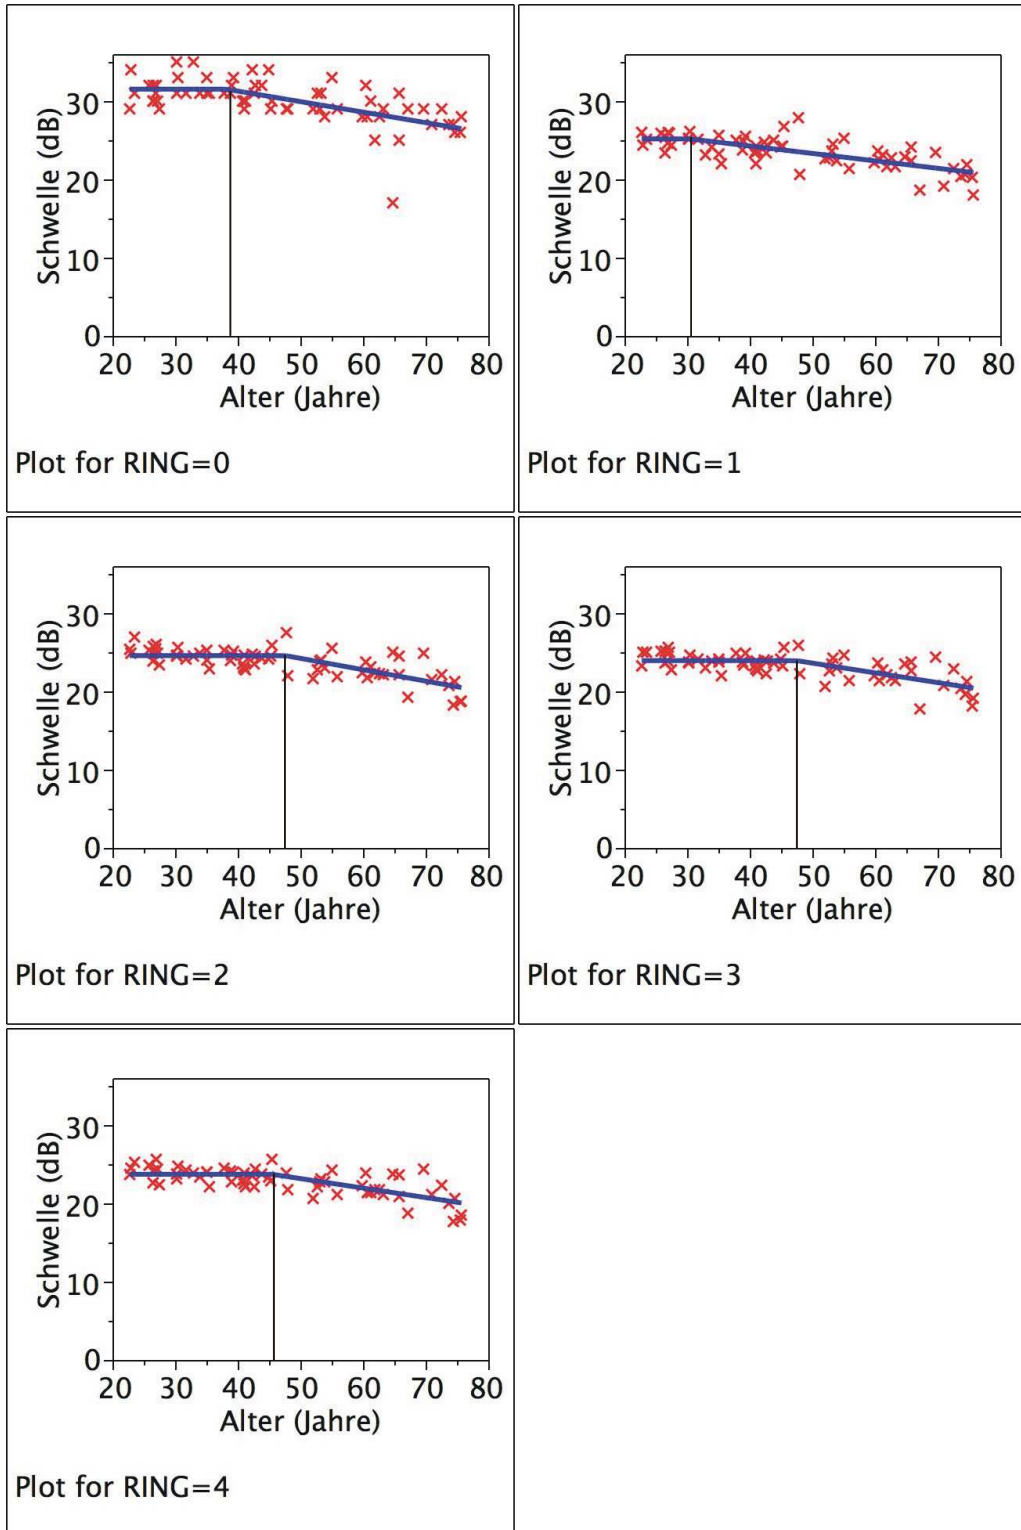 Schwelle (dB)
30
20
10
0
20 30 40 50 60 70 80
Alter (Jahre)
Plot for RING=0
Schwelle (dB)
30
20
10
0
20 30 40 50 60 70 80
Alter (Jahre)
Plot for RING=1
Schwelle (dB)
30
20
10
0
20 30 40 50 60 70 80
Alter (Jahre)
Plot for RING=2
Schwelle (dB)
30
20
10
0
20 30 40 50 60 70 80
Alter (Jahre)
Plot for RING=3
Schwelle (dB)
30
20
10
0
20 30 40 50 60 70 80
Alter (Jahre)
Plot for RING=4